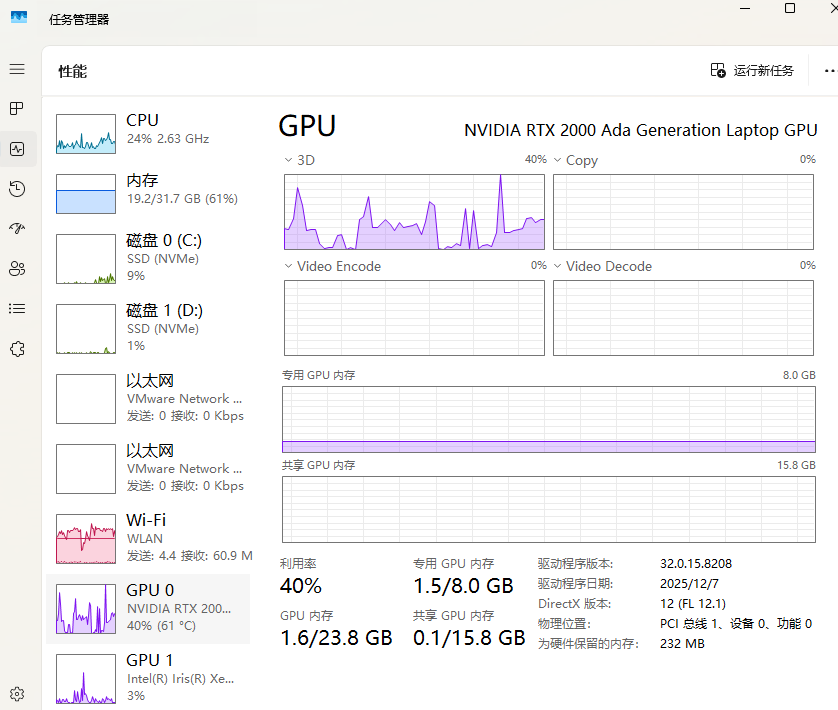 任务管理器
性能
运行新任务
CPU
24% 2.63 GHz
内存
19.2/31.7 GB (61%)
磁盘 0 (C:)
SSD (NVMe)
9%
磁盘 1 (D:)
SSD (NVMe)
1%
以太网
VMware Network ...
发送: 0 接收: 0 Kbps
以太网
VMware Network ...
发送: 0 接收: 0 Kbps
Wi-Fi
WLAN
发送: 4.4 接收: 60.9 M
GPU 0
NVIDIA RTX 200...
40% (61 °C)
GPU 1
Intel(R) Iris(R) Xe...
3%
GPU
NVIDIA RTX 2000 Ada Generation Laptop GPU
3D 40%
Copy 0%
Video Encode 0%
Video Decode 0%
专用 GPU 内存 8.0 GB
共享 GPU 内存 15.8 GB
利用率
40%
专用 GPU 内存
1.5/8.0 GB
GPU 内存
1.6/23.8 GB
共享 GPU 内存
0.1/15.8 GB
驱动程序版本: 32.0.15.8208
驱动程序日期: 2025/12/7
DirectX 版本: 12 (FL 12.1)
物理位置: PCI 总线 1、设备 0、功能 0
为硬件保留的内存: 232 MB